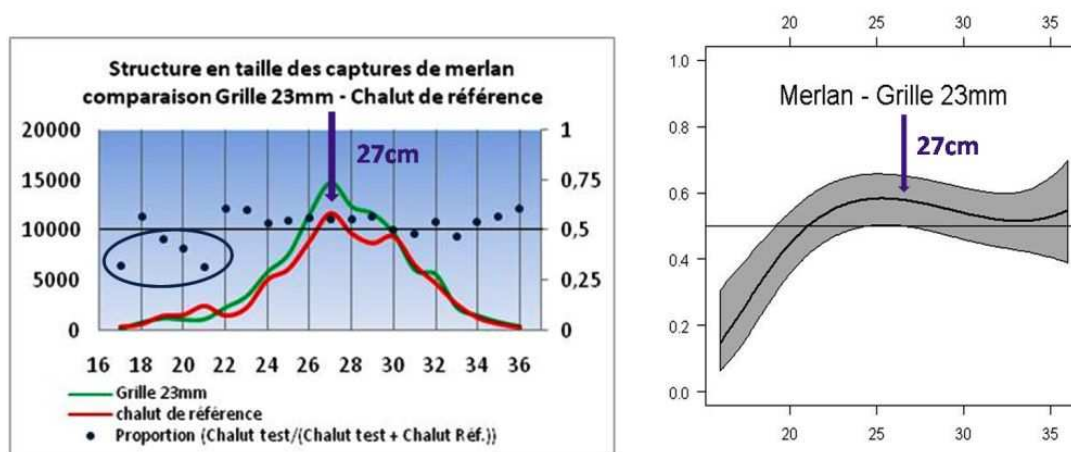 Structure en taille des captures de merlan
comparaison Grille 23mm - Chalut de référence
20000
15000
10000
5000
0
27cm
1
0,75
0,5
0,25
0
16 18 20 22 24 26 28 30 32 34 36
Grille 23mm
chalut de référence
Proportion (Chalut test/(Chalut test + Chalut Réf.))
20 25 30 35
1.0
0.8
0.6
0.4
0.2
0.0
Merlan - Grille 23mm
27cm
20 25 30 35